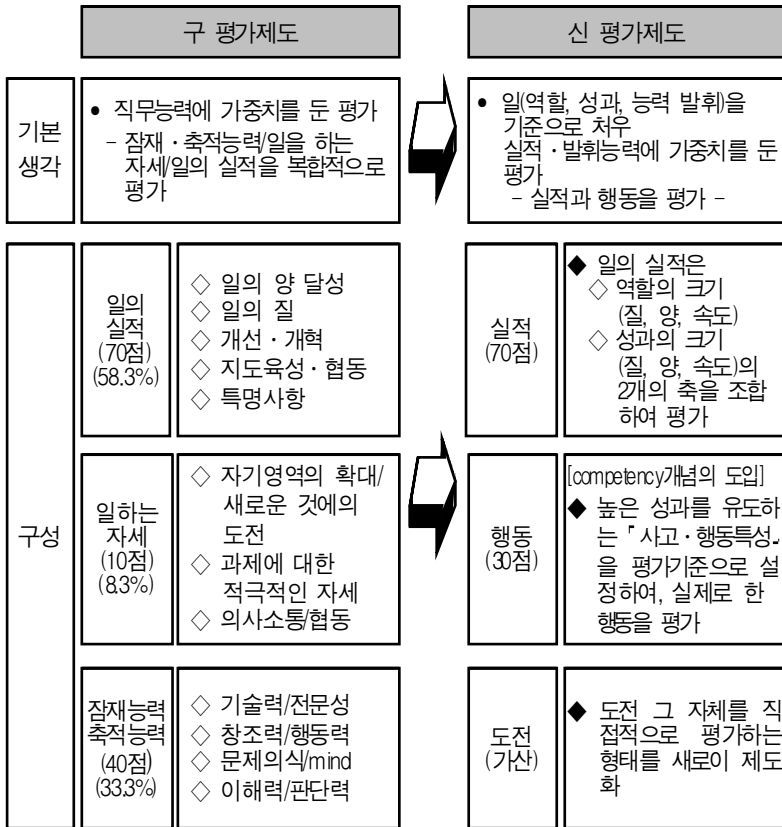 구 평가제도
신 평가제도
기본
생각
• 직무능력에 가중치를 둔 평가
- 잠재・축적능력/일을 하는
자세/일의 실적을 복합적으로
평가
• 일(역할, 성과, 능력 발휘)을
기준으로 처우
실적・발휘능력에 가중치를 둔
평가
- 실적과 행동을 평가 -
구성
일의
실적
(70점)
(58.3%)
◇ 일의 양 달성
◇ 일의 질
◇ 개선・개혁
◇ 지도육성・협동
◇ 특명사항
실적
(70점)
◆ 일의 실적은
◇ 역할의 크기
(질, 양, 속도)
◇ 성과의 크기
(질, 양, 속도)의
2개의 축을 조합
하여 평가
일하는
자세
(10점)
(8.3%)
◇ 자기영역의 확대/
새로운 것에의
도전
◇ 과제에 대한
적극적인 자세
◇ 의사소통/협동
행동
(30점)
[competency개념의 도입]
◆ 높은 성과를 유도하
는「사고・행동특성」
을 평가기준으로 설
정하여, 실제로 한
행동을 평가
잠재능력
축적능력
(40점)
(33.3%)
◇ 기술력/전문성
◇ 창조력/행동력
◇ 문제의식/mind
◇ 이해력/판단력
도전
(가산)
◆ 도전 그 자체를 직
접적으로 평가하는
형태를 새로이 제도
화